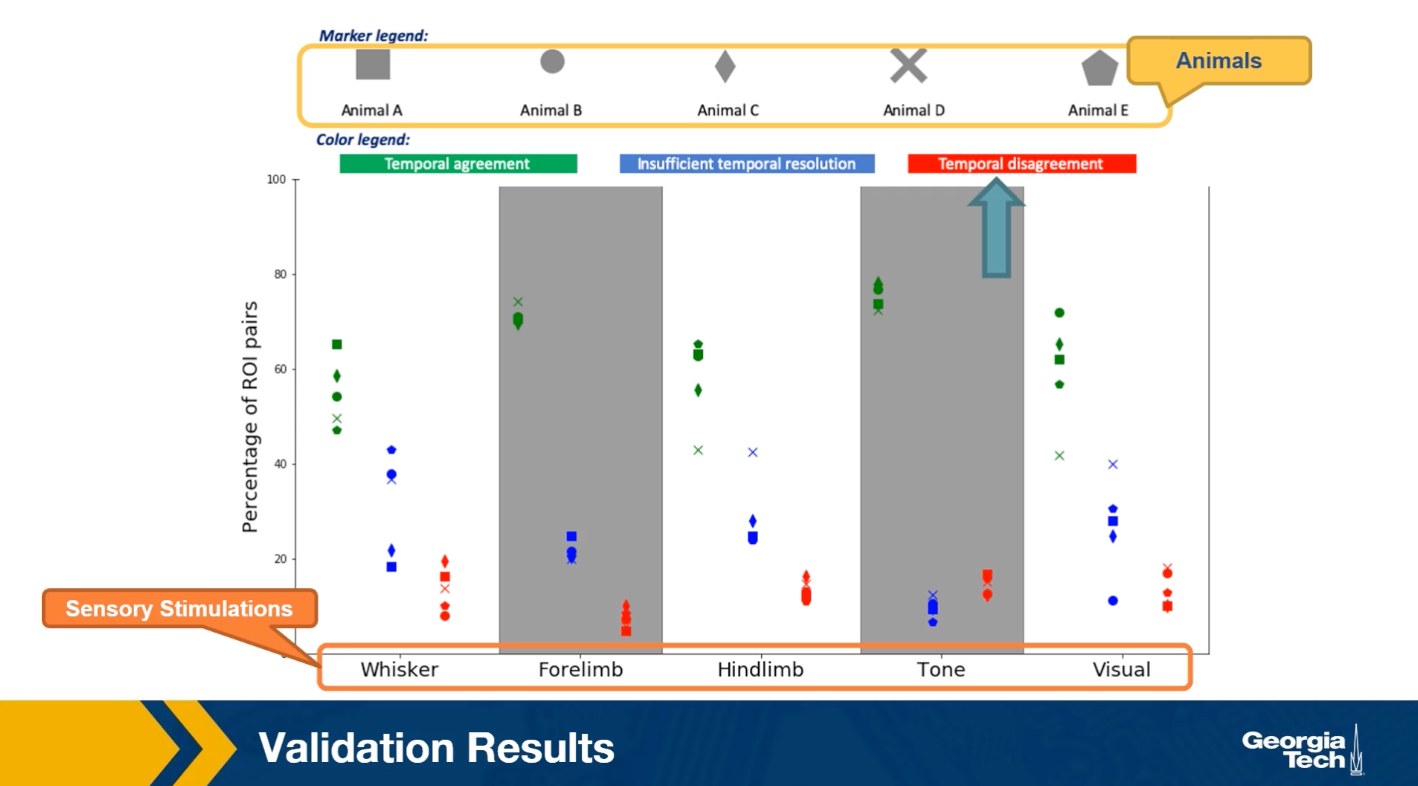 Marker legend:
Animals
Animal A
Animal B
Animal C
Animal D
Animal E
Color legend:
Temporal agreement
Insufficient temporal resolution
Temporal disagreement
100
80
60
40
20
Percentage of ROI pairs
Sensory Stimulations
Whisker
Forelimb
Hindlimb
Tone
Visual
Validation Results
Georgia
Tech